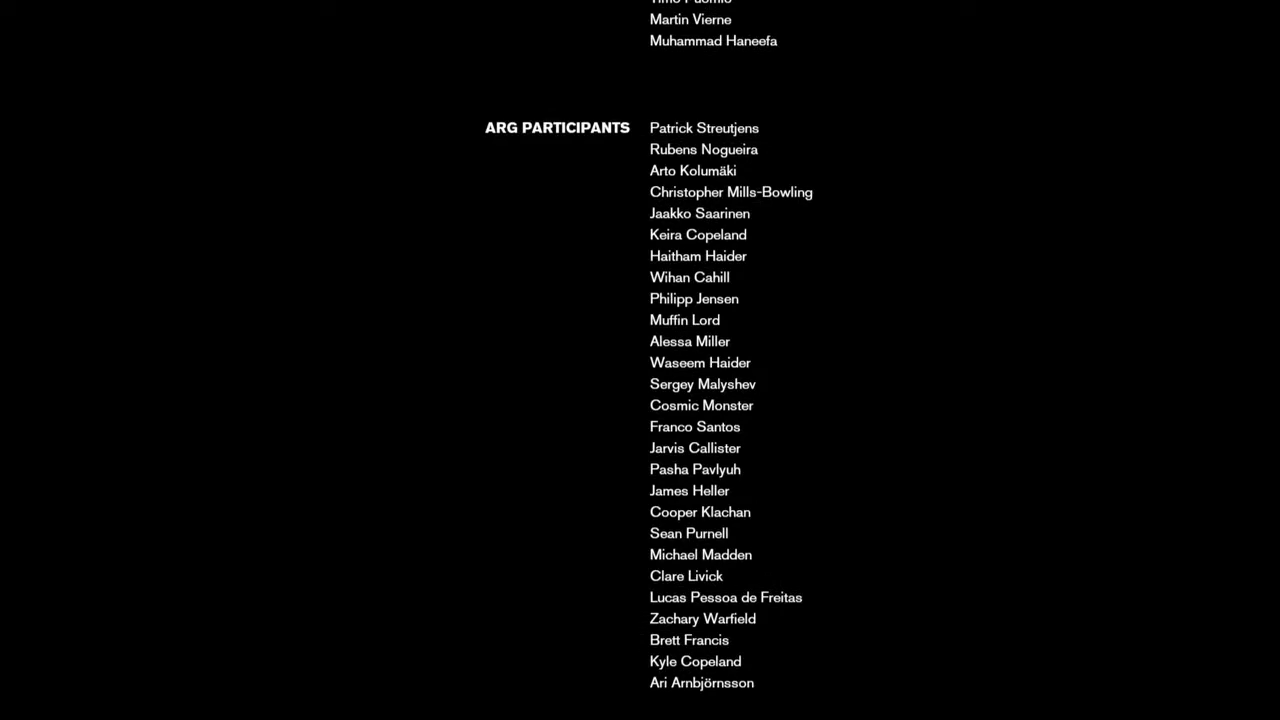 Martin Vierne
Muhammad Haneefa
ARG PARTICIPANTS Patrick Streutjens
Rubens Nogueira
Arto Kolumäki
Christopher Mills-Bowling
Jaakko Saarinen
Keira Copeland
Haitham Haider
Wihan Cahill
Philipp Jensen
Muffin Lord
Alessa Miller
Waseem Haider
Sergey Malyshev
Cosmic Monster
Franco Santos
Jarvis Callister
Pasha Pavlyuh
James Heller
Cooper Klachan
Sean Purnell
Michael Madden
Clare Livick
Lucas Pessoa de Freitas
Zachary Warfield
Brett Francis
Kyle Copeland
Ari Arnbjörnsson